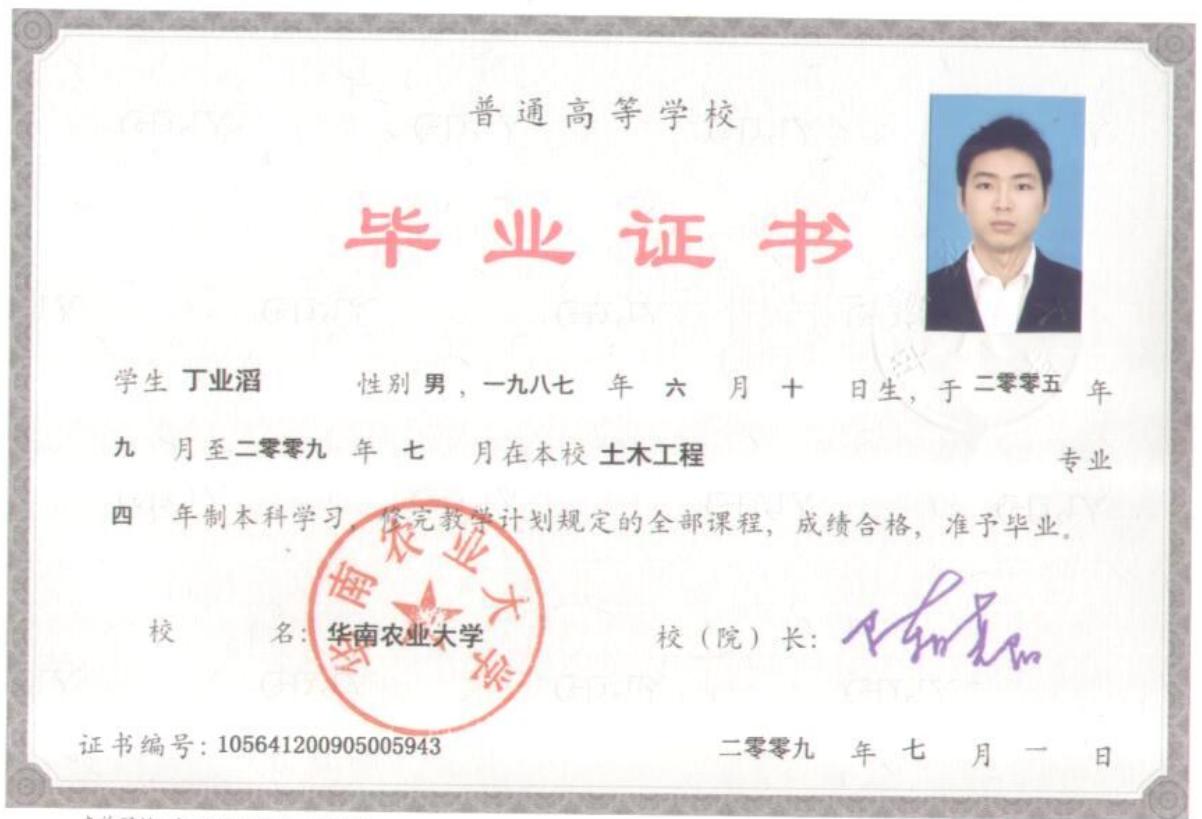 普通高等学校
毕业证书
学生 丁业滔 性别 男，一九八七 年 六 月 十 日生，于 二零零五 年
九 月至 二零零九 年 七 月在本校 土木工程 专业
四 年制本科学习，修完教学计划规定的全部课程，成绩合格，准予毕业。
华南农业大学
校 名：华南农业大学 校（院）长：
证书编号：105641200905005943 二零零九 年 七 月 一 日